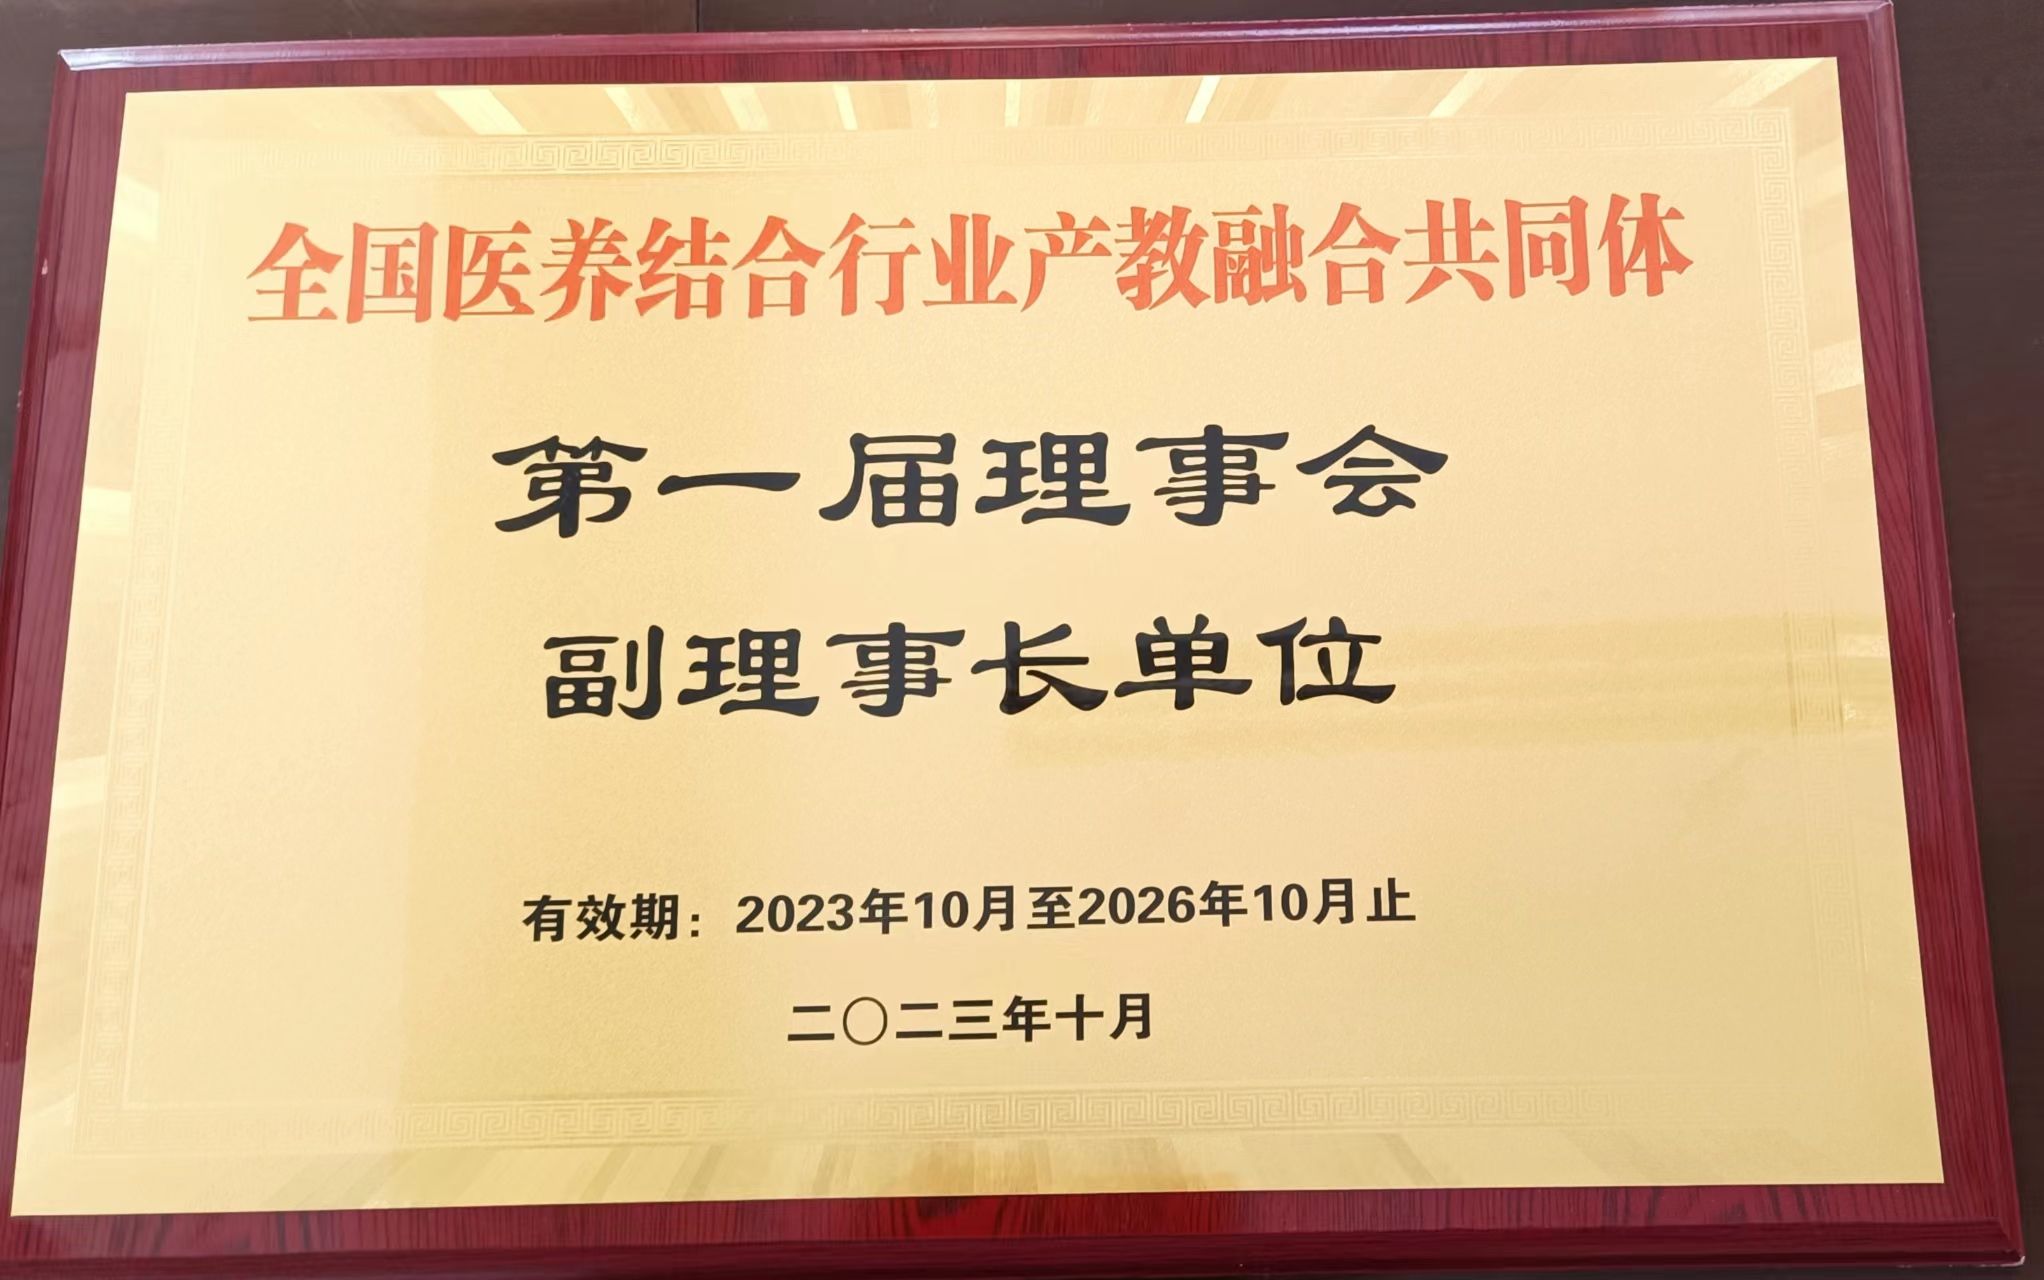 全国医养结合行业产教融合共同体
第一届理事会
副理事长单位
有效期：2023年10月至2026年10月止
二〇二三年十月